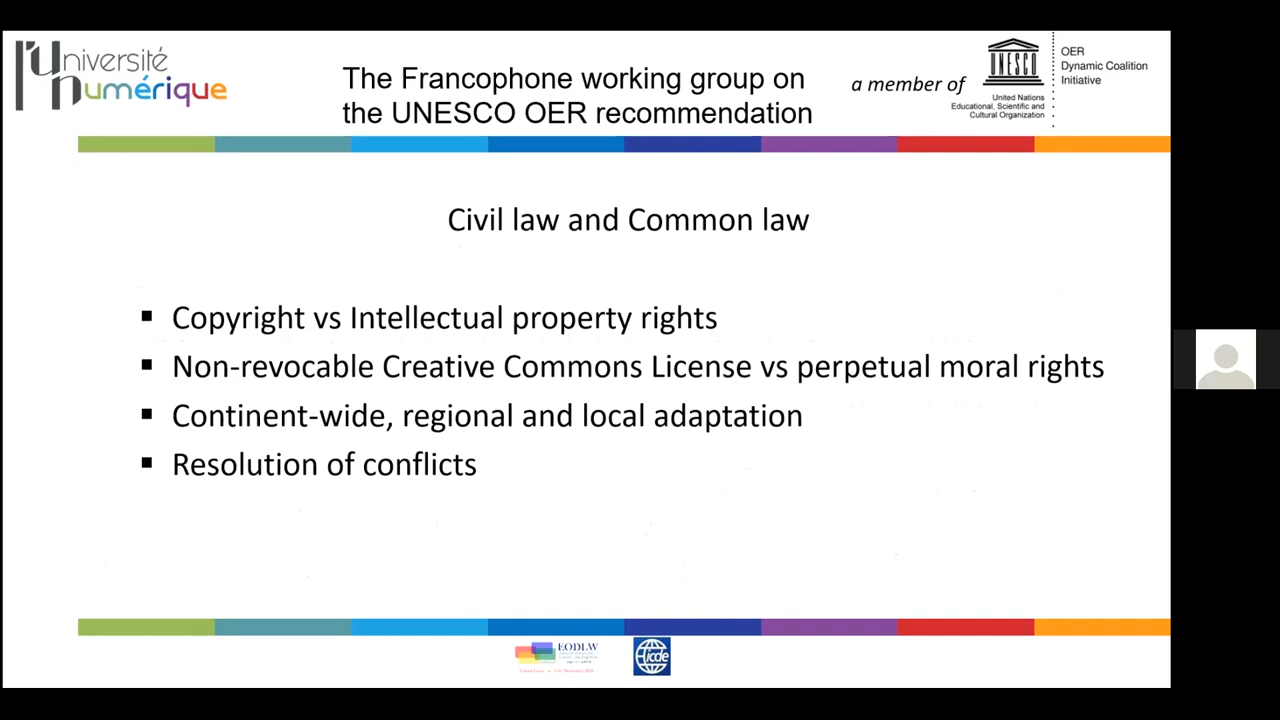 l'Université
numérique
The Francophone working group on
the UNESCO OER recommendation
a member of
UNESCO
United Nations
Educational, Scientific and
Cultural Organization
OER
Dynamic Coalition
Initiative
Civil law and Common law
▪ Copyright vs Intellectual property rights
▪ Non-revocable Creative Commons License vs perpetual moral rights
▪ Continent-wide, regional and local adaptation
▪ Resolution of conflicts
EODLW
icde